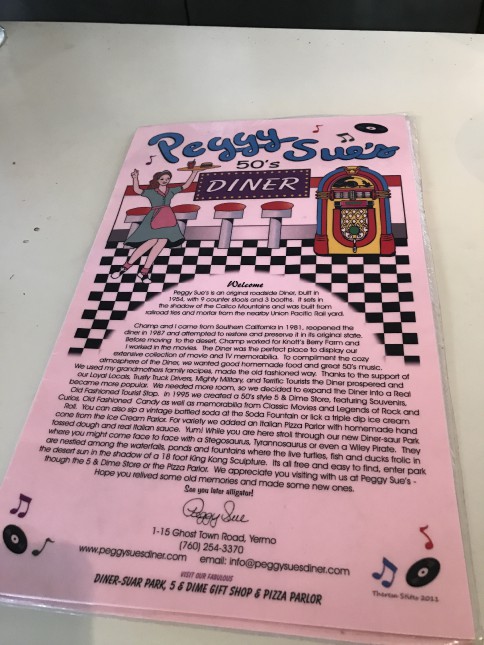 Peggy Sue's
50's
DINER
Welcome
Peggy Sue's is an original roadside Diner, built in
1954, with 9 counter stools and 3 booths. It sets in
the shadow of the Calico Mountains and was built from
railroad ties and mortar from the nearby Union Pacific Rail yard.
Champ and I came from Southern California in 1981, reopened the
diner in 1987 and attempted to restore and preserve it in its original state.
Before moving to the desert, Champ worked for Knott's Berry Farm and
I worked in the movies. The Diner was the perfect place to display our
extensive collection of movie and TV memorabilia. To compliment the cozy
atmosphere of the Diner, we wanted good homemade food and great 50's music.
We used my grandmothers family recipes, made the old fashioned way. Thanks to the support of
our Loyal Locals, Trusty Truck Drivers, Mighty Military, and Terrific Tourists the Diner prospered and
became more popular. We needed more room, so we decided to expand the Diner into a Real
Old Fashioned Tourist Stop. In 1995 we created a 50's style 5 & Dime Store, featuring Souvenirs,
Curios, Old Fashioned Candy as well as memorabilia from Classic Movies and Legends of Rock and
Roll. You can also sip a vintage bottled soda at the Soda Fountain or lick a triple dip ice cream
cone from the Ice Cream Parlor. For variety we added an Italian Pizza Parlor with homemade hand
tossed dough and real Italian sauce. Yum! While you are here stroll through our new Diner-saur Park
where you might come face to face with a Stegosaurus, Tyrannosaurus or even a Wiley Pirate. They
are nestled among the waterfalls, ponds and fountains where the live turtles, fish and ducks frolic in
the desert sun in the shadow of a 18 foot King Kong Sculpture. Its all free and easy to find, enter park
though the 5 & Dime Store or the Pizza Parlor. We appreciate you visiting with us at Peggy Sue's -
Hope you relived some old memories and made some new ones.
See you later alligator!
Peggy Sue
1-15 Ghost Town Road, Yermo
(760) 254-3370
www.peggysuesdiner.com email: info@peggysuesdiner.com
VISIT OUR FABULOUS
DINER-SUAR PARK, 5 & DIME GIFT SHOP & PIZZA PARLOR
2011